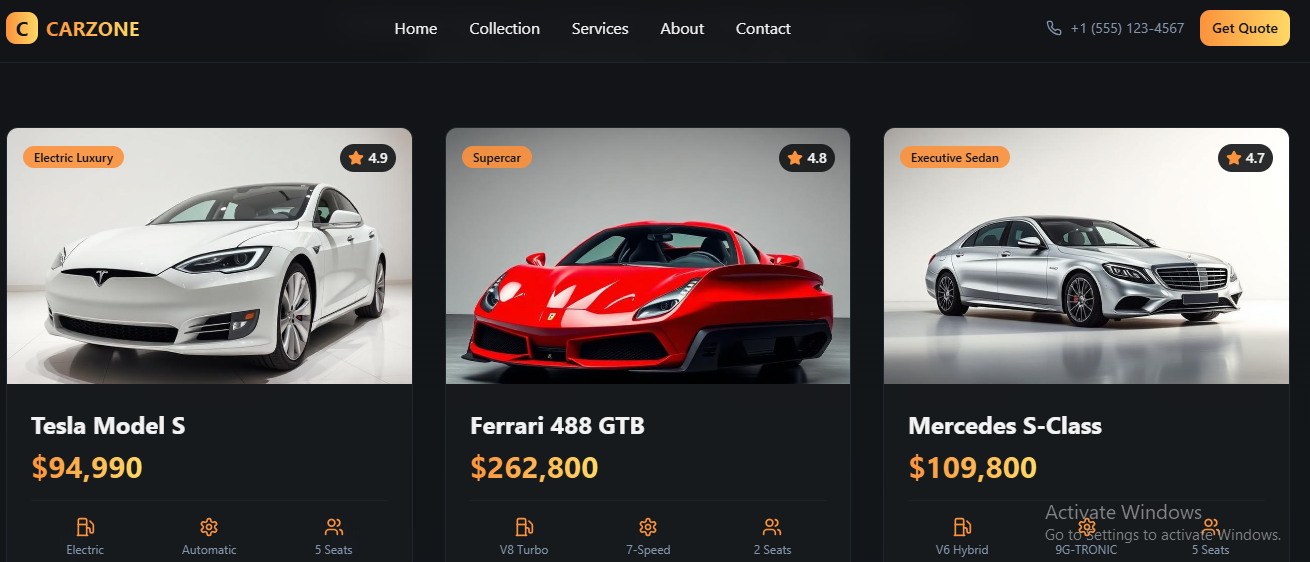 C CARZONE
Home Collection Services About Contact
+1 (555) 123-4567
Get Quote
Electric Luxury
4.9
Supercar
4.8
Executive Sedan
4.7
Tesla Model S
$94,990
Electric Automatic 5 Seats
Ferrari 488 GTB
$262,800
V8 Turbo 7-Speed 2 Seats
Mercedes S-Class
$109,800
V6 Hybrid 9G-TRONIC 5 Seats
Activate Windows
Go to Settings to activate Windows.